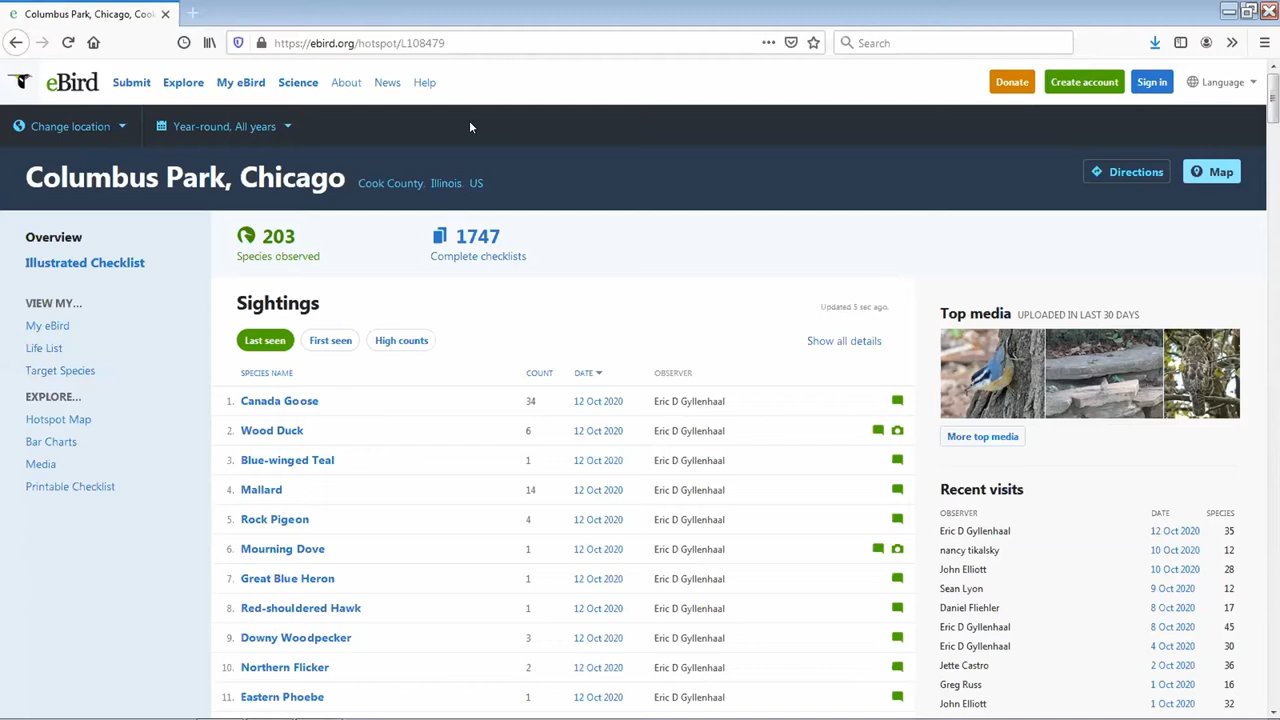 Columbus Park, Chicago, Coo
https://ebird.org/hotspot/L108479
Search
eBird Submit Explore My eBird Science About News Help
Donate Create account Sign in Language
Change location Year-round, All years
Columbus Park, Chicago Cook County, Illinois, US
Directions Map
Overview
Illustrated Checklist
VIEW MY...
My eBird
Life List
Target Species
EXPLORE...
Hotspot Map
Bar Charts
Media
Printable Checklist
203
Species observed
1747
Complete checklists
Sightings
Updated 5 sec ago.
Last seen First seen High counts
Show all details
SPECIES NAME COUNT DATE OBSERVER
1. Canada Goose 34 12 Oct 2020 Eric D Gyllenhaal
2. Wood Duck 6 12 Oct 2020 Eric D Gyllenhaal
3. Blue-winged Teal 1 12 Oct 2020 Eric D Gyllenhaal
4. Mallard 14 12 Oct 2020 Eric D Gyllenhaal
5. Rock Pigeon 4 12 Oct 2020 Eric D Gyllenhaal
6. Mourning Dove 1 12 Oct 2020 Eric D Gyllenhaal
7. Great Blue Heron 1 12 Oct 2020 Eric D Gyllenhaal
8. Red-shouldered Hawk 1 12 Oct 2020 Eric D Gyllenhaal
9. Downy Woodpecker 3 12 Oct 2020 Eric D Gyllenhaal
10. Northern Flicker 2 12 Oct 2020 Eric D Gyllenhaal
11. Eastern Phoebe 1 12 Oct 2020 Eric D Gyllenhaal
Top media UPLOADED IN LAST 30 DAYS
More top media
Recent visits
OBSERVER DATE SPECIES
Eric D Gyllenhaal 12 Oct 2020 35
nancy tikalsky 10 Oct 2020 12
John Elliott 10 Oct 2020 28
Sean Lyon 9 Oct 2020 12
Daniel Fliehler 8 Oct 2020 17
Eric D Gyllenhaal 8 Oct 2020 45
Eric D Gyllenhaal 4 Oct 2020 30
Jette Castro 2 Oct 2020 36
Greg Russ 1 Oct 2020 16
John Elliott 1 Oct 2020 32